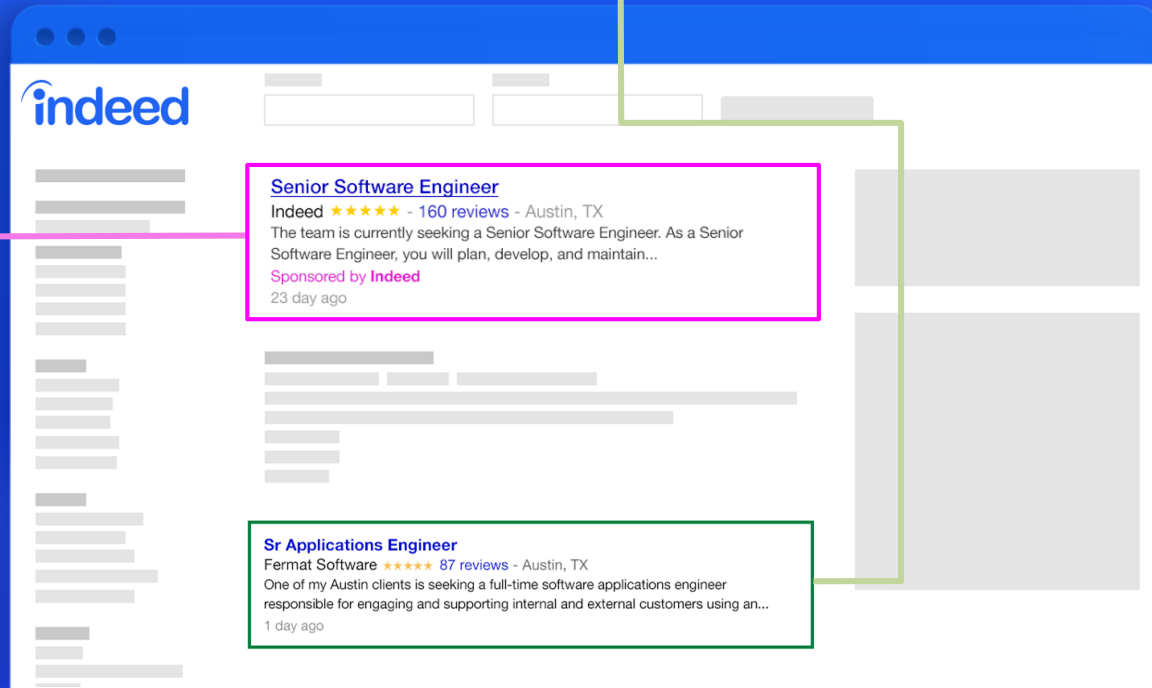 indeed
Senior Software Engineer
Indeed ★★★★★ - 160 reviews - Austin, TX
The team is currently seeking a Senior Software Engineer. As a Senior
Software Engineer, you will plan, develop, and maintain...
Sponsored by Indeed
23 day ago
Sr Applications Engineer
Fermat Software ★★★★★ 87 reviews - Austin, TX
One of my Austin clients is seeking a full-time software applications engineer
responsible for engaging and supporting internal and external customers using an...
1 day ago